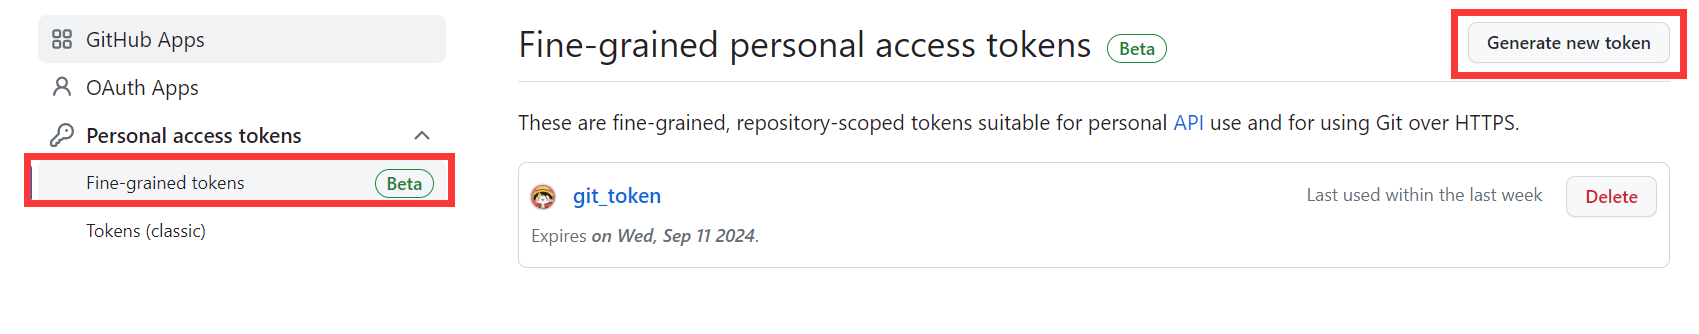 GitHub Apps
OAuth Apps
Personal access tokens
Fine-grained tokens Beta
Tokens (classic)
Fine-grained personal access tokens Beta
Generate new token
These are fine-grained, repository-scoped tokens suitable for personal API use and for using Git over HTTPS.
git_token
Last used within the last week
Delete
Expires on Wed, Sep 11 2024.